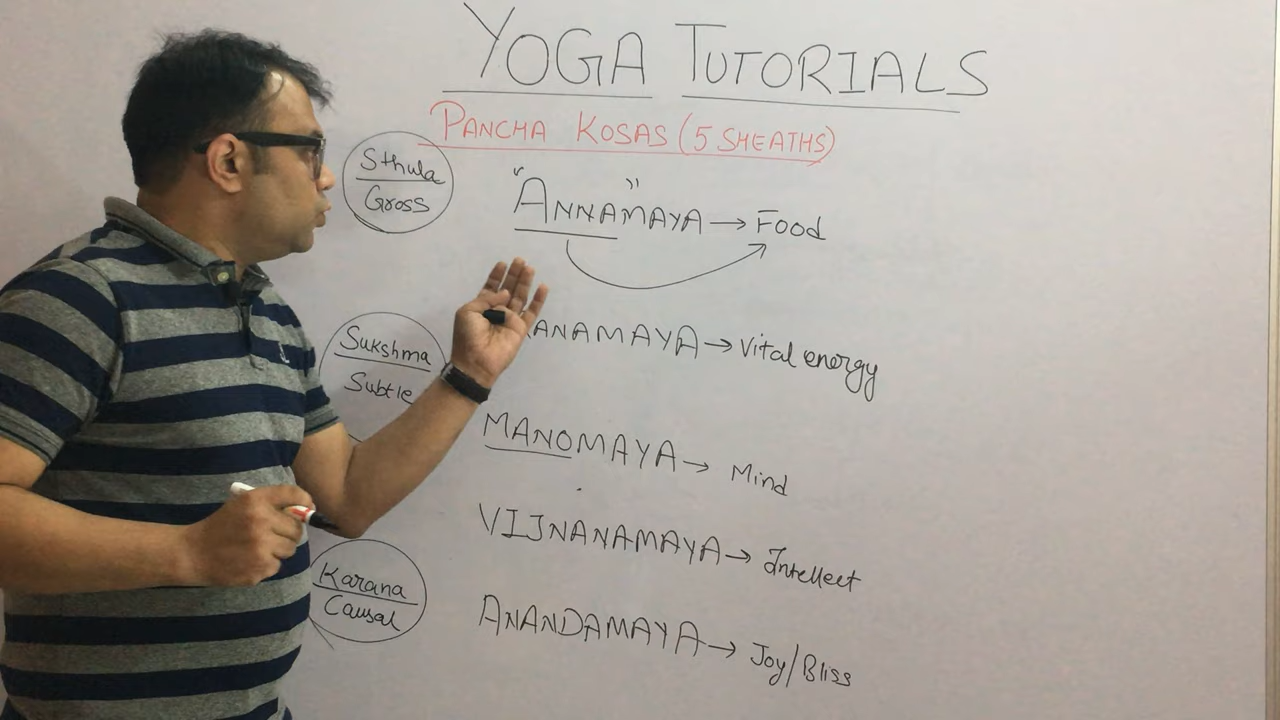 YOGA TUTORIALS
PANCHA KOSAS (5 SHEATHS)
Sthula
Gross
"ANNAMAYA" → Food
Sukshma
Subtle
ANAMAYA → Vital energy
MANOMAYA → Mind
VIJNANAMAYA → Intellect
Karana
Causal
ANANDAMAYA → Joy/Bliss